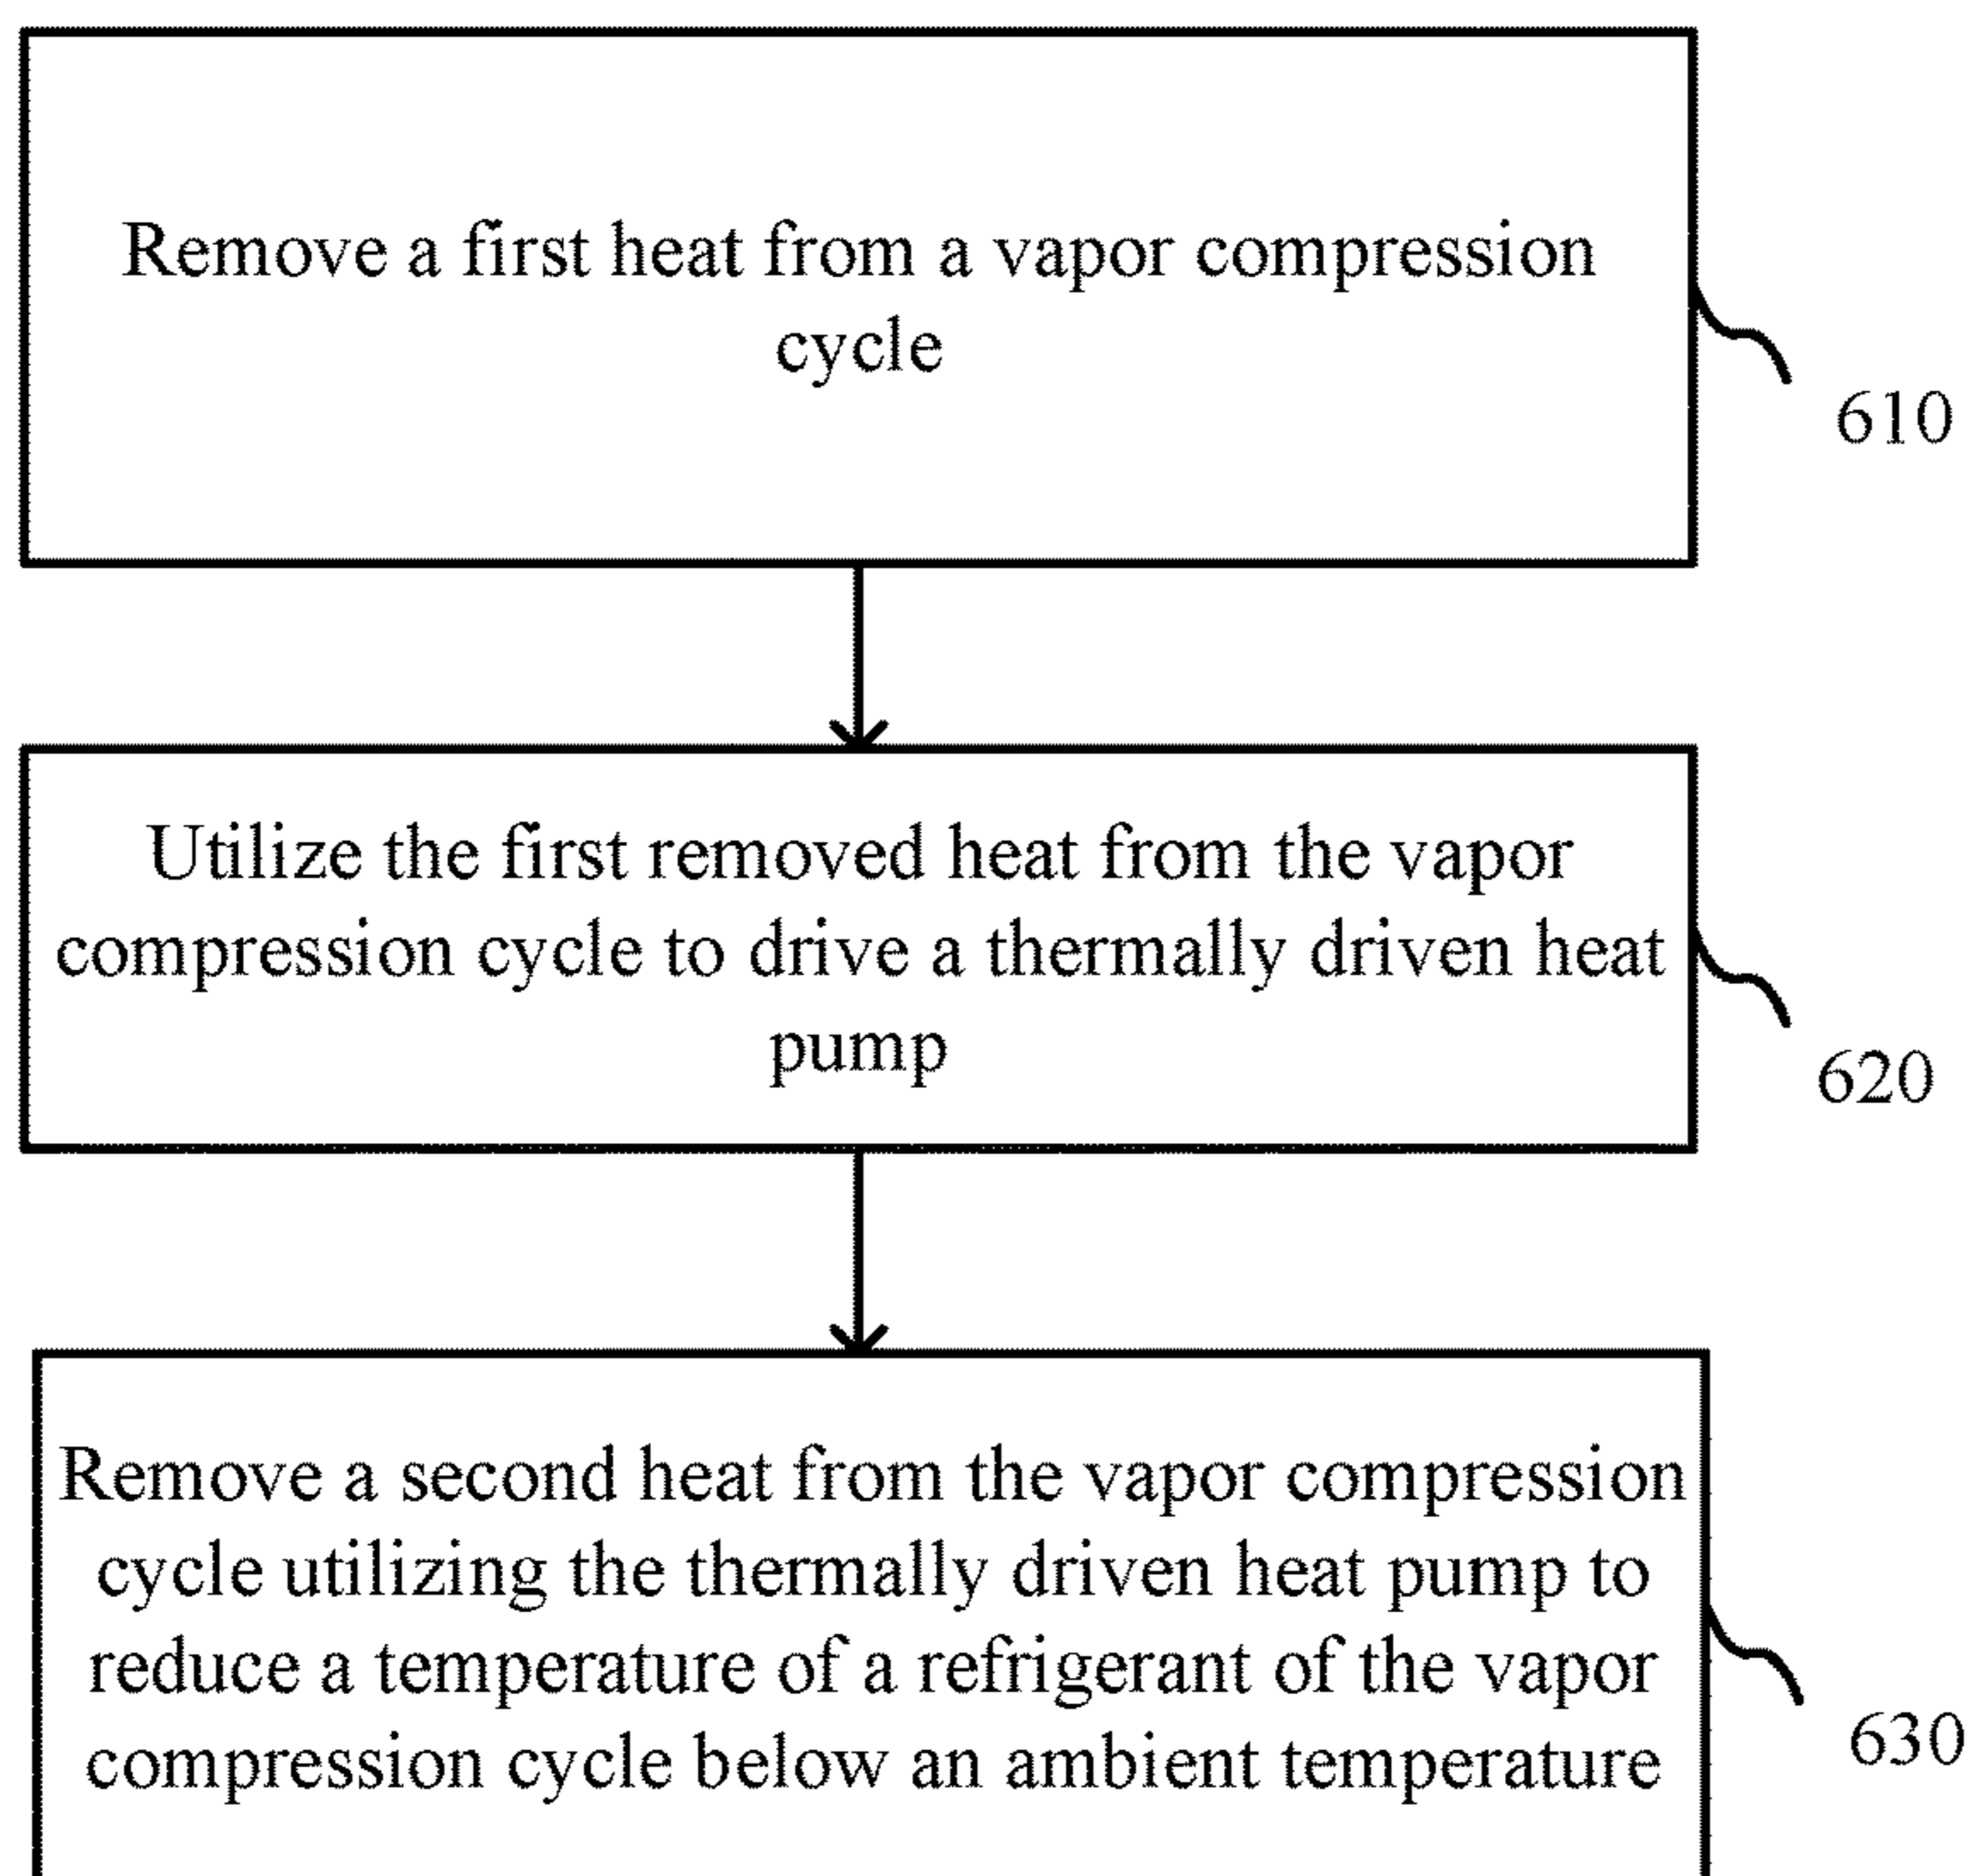 Remove a first heat from a vapor compression
cycle
610
Utilize the first removed heat from the vapor
compression cycle to drive a thermally driven heat
pump
620
Remove a second heat from the vapor compression
cycle utilizing the thermally driven heat pump to
reduce a temperature of a refrigerant of the vapor
compression cycle below an ambient temperature
630